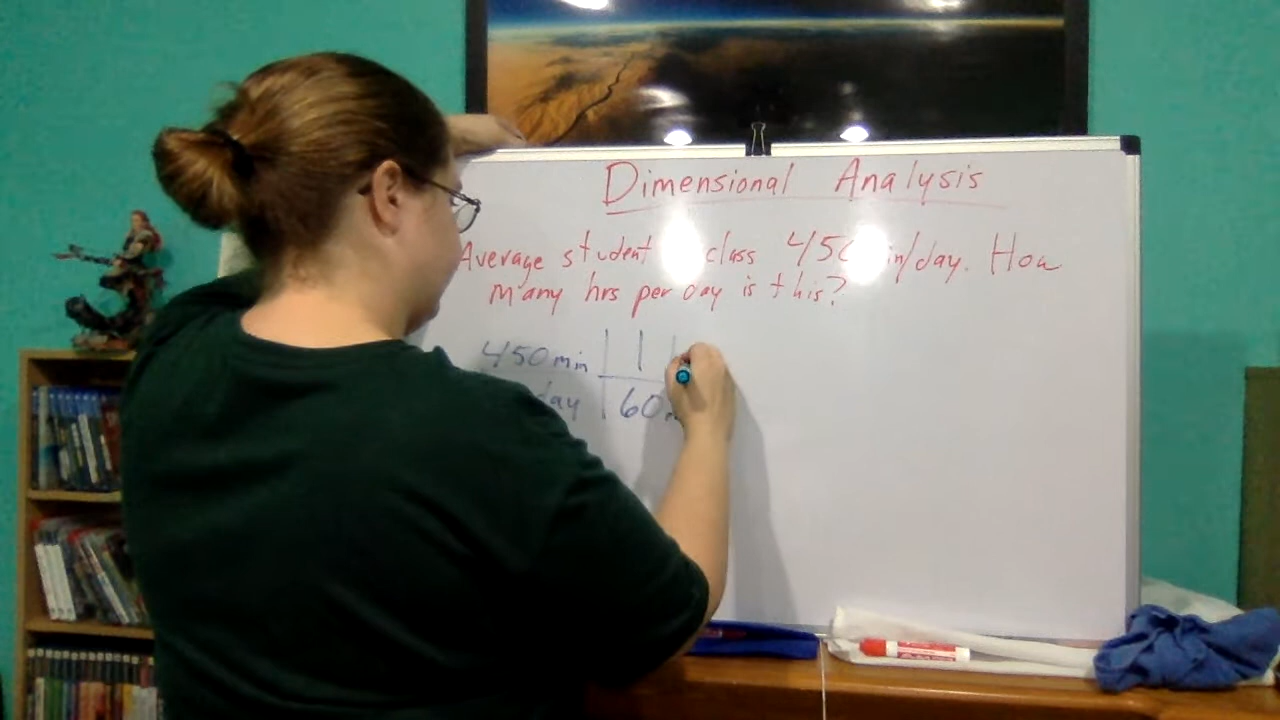 Dimensional Analysis
Average student class 450 min/day. How
many hrs per day is this?
450 min | 1
day | 60